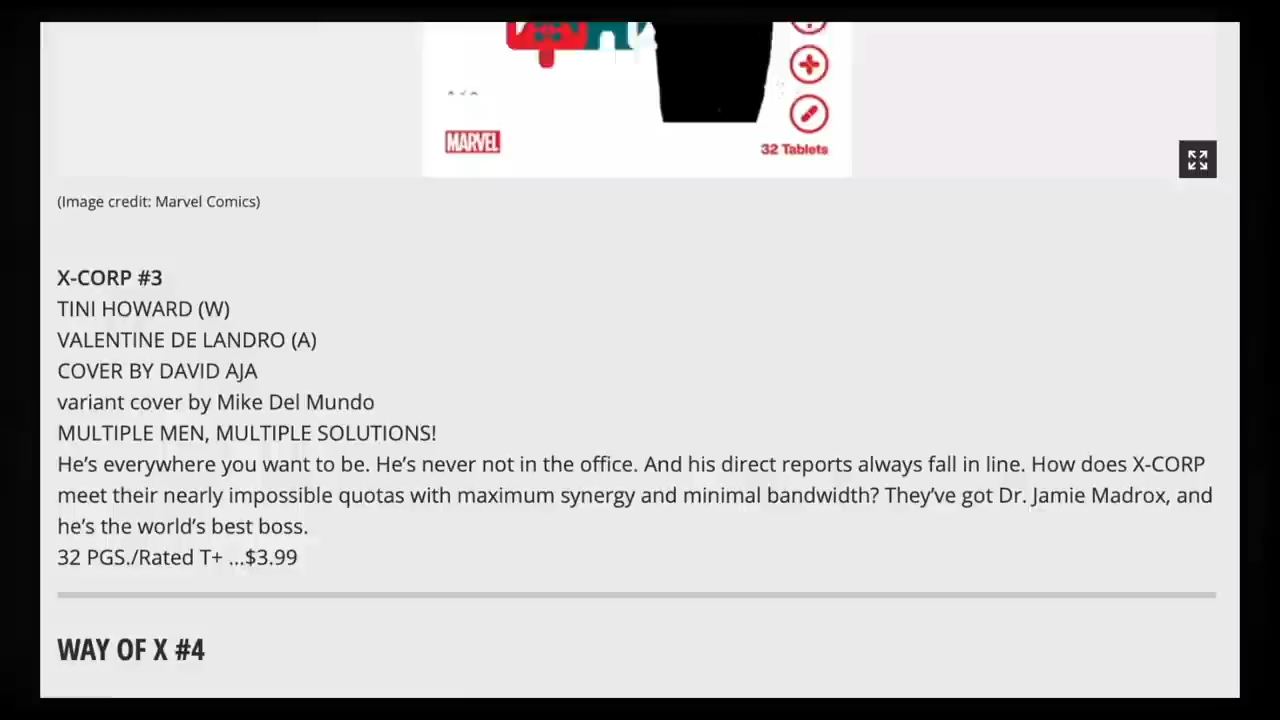 MARVEL
32 Tablets
(Image credit: Marvel Comics)
X-CORP #3
TINI HOWARD (W)
VALENTINE DE LANDRO (A)
COVER BY DAVID AJA
variant cover by Mike Del Mundo
MULTIPLE MEN, MULTIPLE SOLUTIONS!
He’s everywhere you want to be. He’s never not in the office. And his direct reports always fall in line. How does X-CORP
meet their nearly impossible quotas with maximum synergy and minimal bandwidth? They’ve got Dr. Jamie Madrox, and
he’s the world’s best boss.
32 PGS./Rated T+ ...$3.99
WAY OF X #4